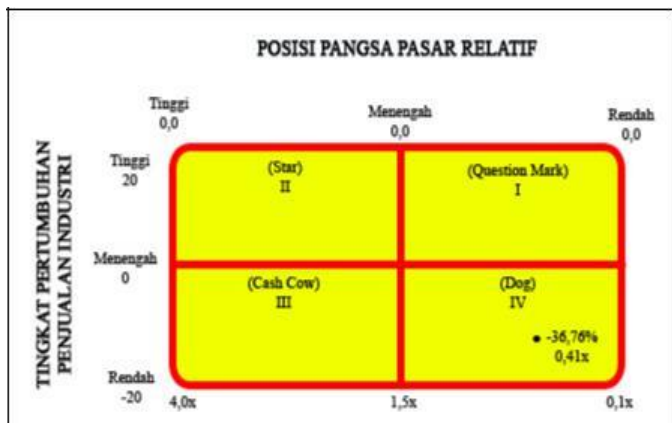 POSISI PANGSA PASAR RELATIF
Tinggi
0,0
Menengah
0,0
Rendah
0,0
TINGKAT PERTUMBUHAN
PENJUALAN INDUSTRI
Tinggi
20
(Star)
II
(Question Mark)
I
Menengah
0
(Cash Cow)
III
(Dog)
IV
-36,76%
0,41x
Rendah
-20
4,0x
1,5x
0,1x